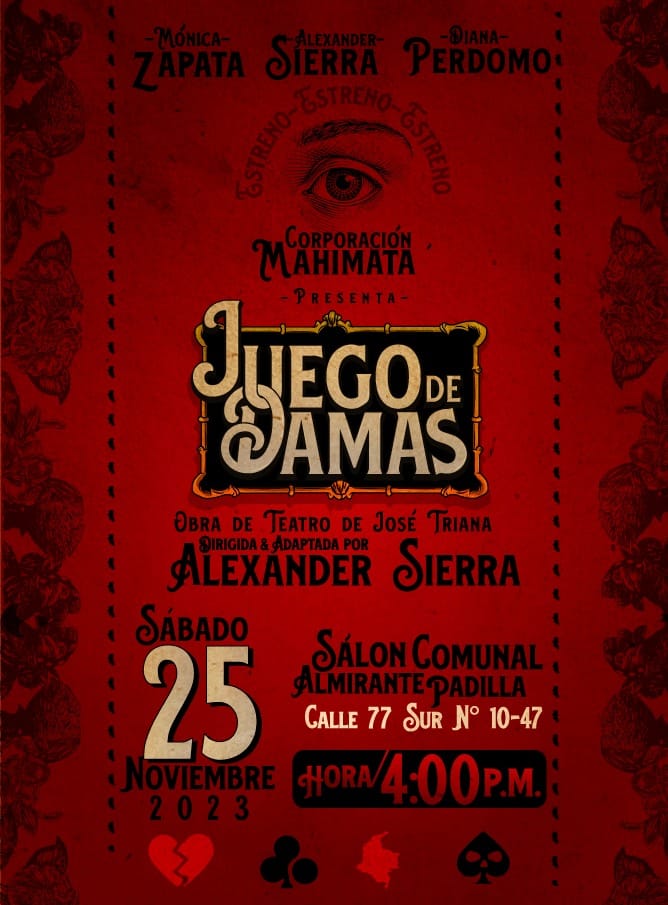 -Mónica- -Alexander- -Diana-
Zapata Sierra Perdomo
Estreno-Estreno-Estreno
Corporación
Mahimata
-Presenta-
Juego de
Damas
Obra de Teatro de José Triana
Dirigida & Adaptada por
Alexánder Sierra
Sábado
25
Noviembre
2023
Sálon Comunal
Almirante Padilla
Calle 77 Sur N° 10-47
Hora/4:00 P.M.